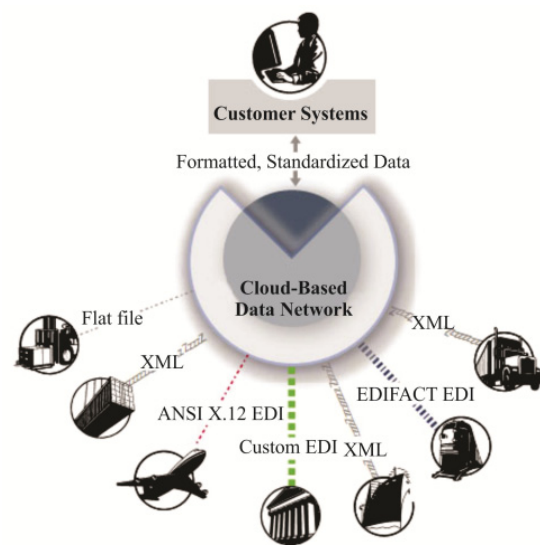 Customer Systems
Formatted, Standardized Data
Cloud-Based
Data Network
Flat file
XML
XML
ANSI X.12 EDI
EDIFACT EDI
Custom EDI
XML